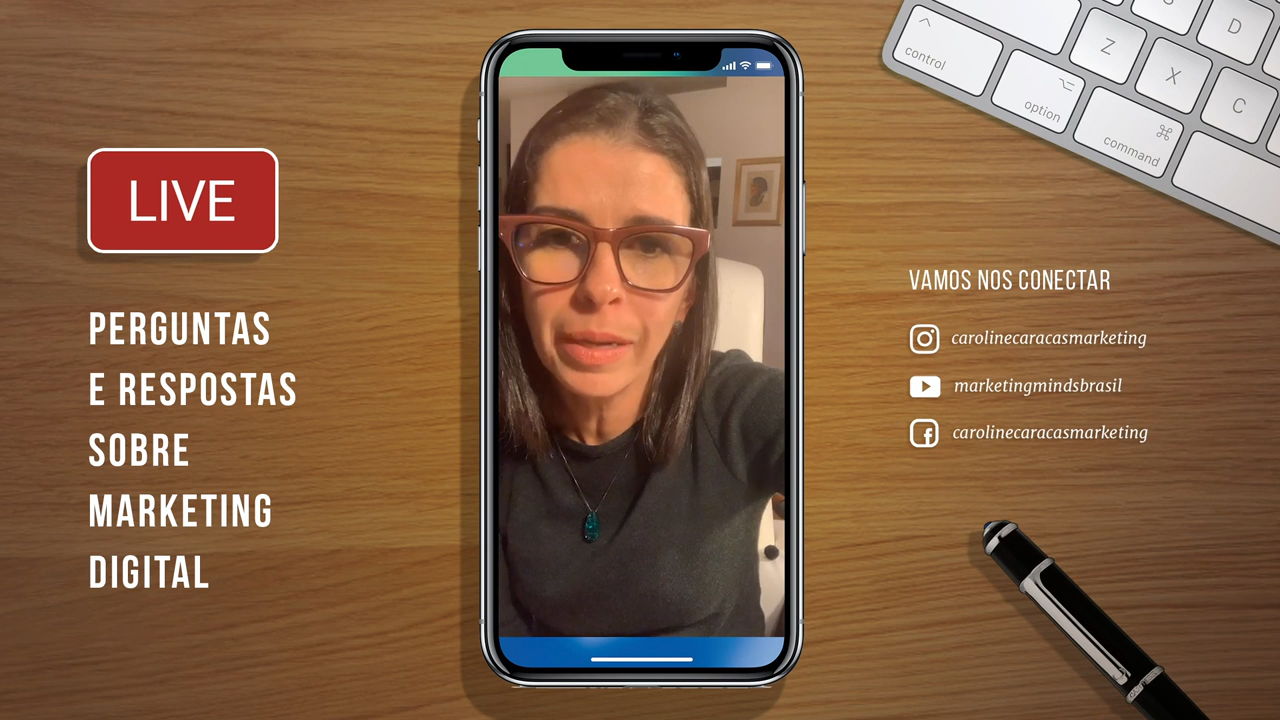 LIVE
PERGUNTAS
E RESPOSTAS
SOBRE
MARKETING
DIGITAL
VAMOS NOS CONECTAR
carolinecaracasmarketing
marketingmindsbrasil
carolinecaracasmarketing
S
D
Z
X
C
control
option
command